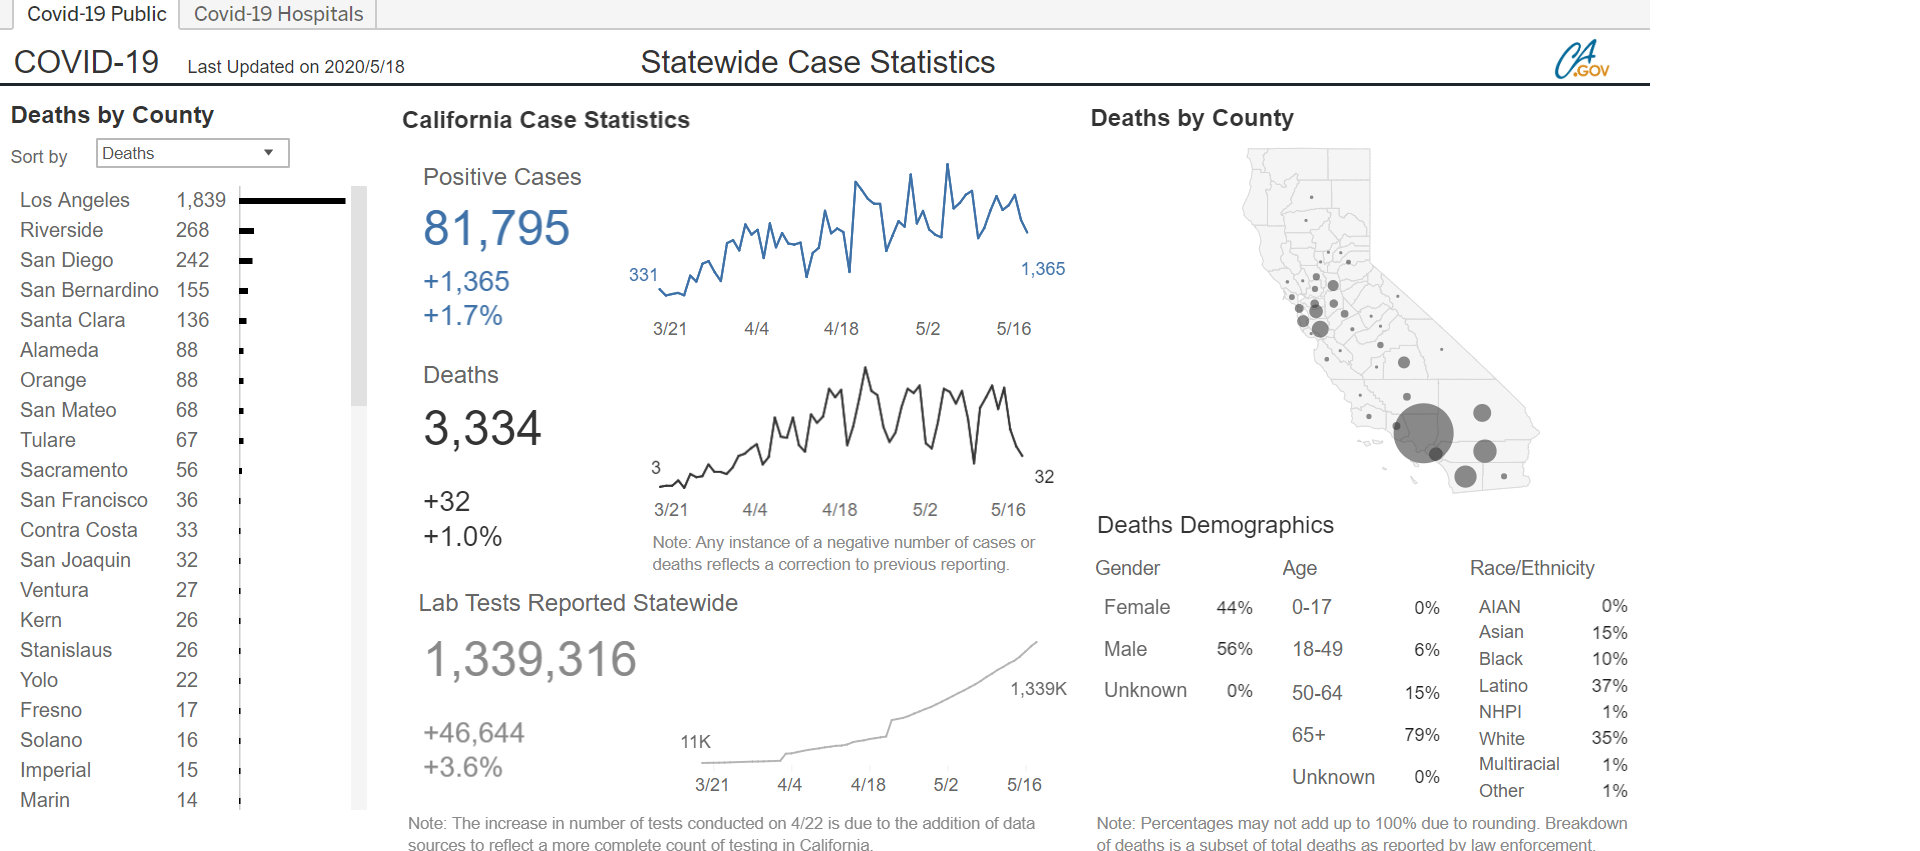 Covid-19 Public
Covid-19 Hospitals
COVID-19
Last Updated on 2020/5/18
Statewide Case Statistics
CA
.GOV
Deaths by County
Sort by
Deaths
Los Angeles 1,839
Riverside 268
San Diego 242
San Bernardino 155
Santa Clara 136
Alameda 88
Orange 88
San Mateo 68
Tulare 67
Sacramento 56
San Francisco 36
Contra Costa 33
San Joaquin 32
Ventura 27
Kern 26
Stanislaus 26
Yolo 22
Fresno 17
Solano 16
Imperial 15
Marin 14
California Case Statistics
Positive Cases
81,795
+1,365
+1.7%
331
1,365
3/21 4/4 4/18 5/2 5/16
Deaths
3,334
+32
+1.0%
3
32
3/21 4/4 4/18 5/2 5/16
Note: Any instance of a negative number of cases or
deaths reflects a correction to previous reporting.
Lab Tests Reported Statewide
1,339,316
+46,644
+3.6%
11K
1,339K
3/21 4/4 4/18 5/2 5/16
Note: The increase in number of tests conducted on 4/22 is due to the addition of data
sources to reflect a more complete count of testing in California.
Deaths by County
Deaths Demographics
Gender
Female 44%
Male 56%
Unknown 0%
Age
0-17 0%
18-49 6%
50-64 15%
65+ 79%
Unknown 0%
Race/Ethnicity
AIAN 0%
Asian 15%
Black 10%
Latino 37%
NHPI 1%
White 35%
Multiracial 1%
Other 1%
Note: Percentages may not add up to 100% due to rounding. Breakdown
of deaths is a subset of total deaths as reported by law enforcement.